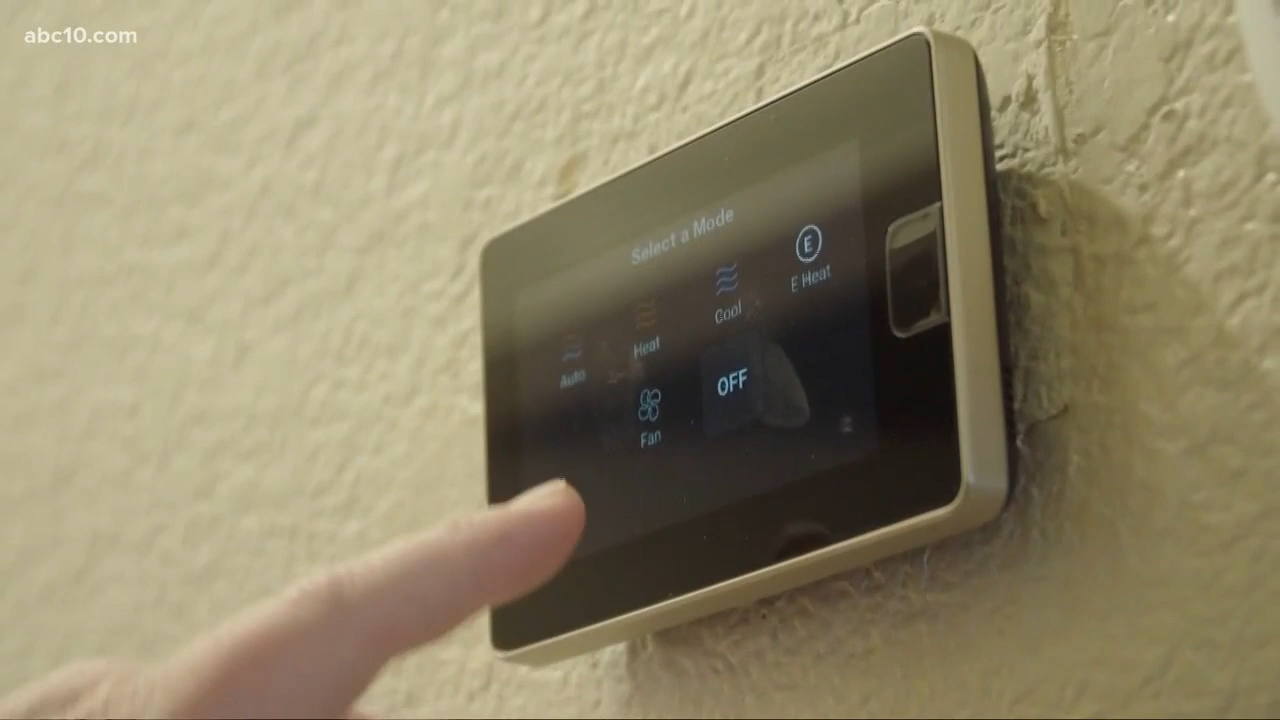 abc10.com
Select a Mode
Auto
Heat
Cool
E
E Heat
Fan
OFF